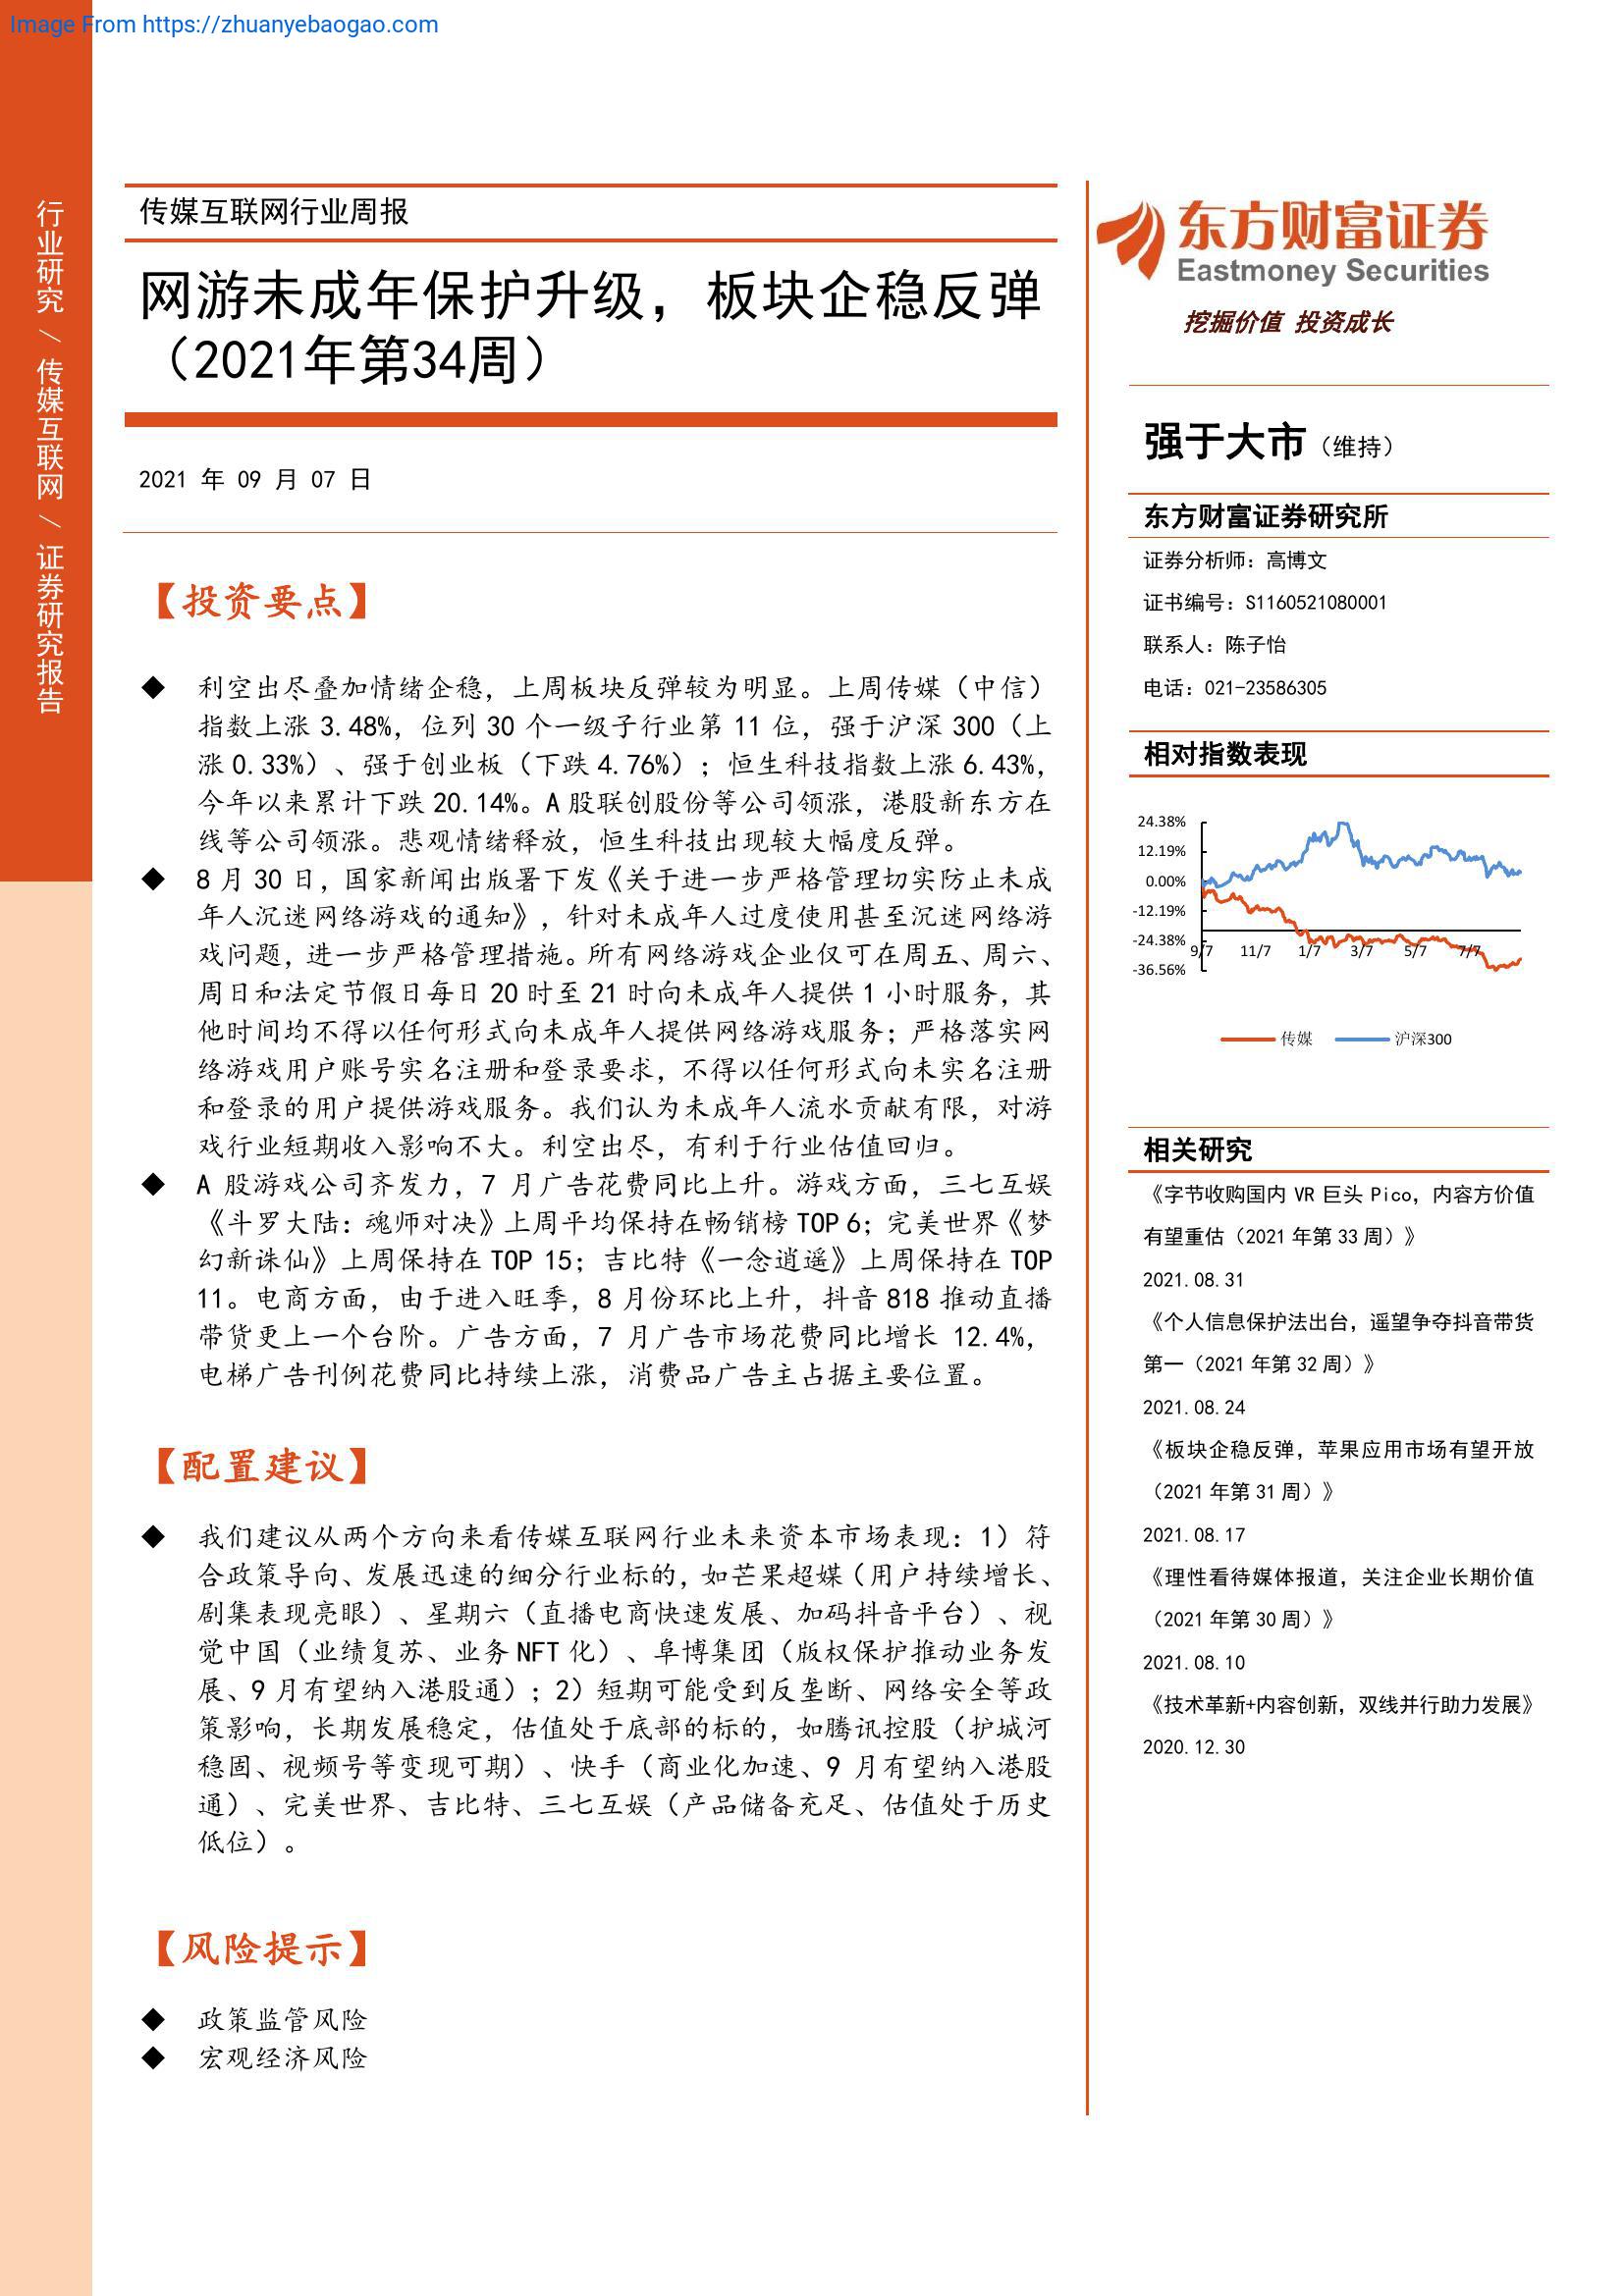 Image From https://zhuanyebaogao.com
行业研究／传媒互联网／证券研究报告
传媒互联网行业周报
网游未成年保护升级，板块企稳反弹
（2021年第34周）
2021 年 09 月 07 日
【投资要点】
◆ 利空出尽叠加情绪企稳，上周板块反弹较为明显。上周传媒（中信）
指数上涨 3.48%，位列 30 个一级子行业第 11 位，强于沪深 300（上
涨 0.33%）、强于创业板（下跌 4.76%）；恒生科技指数上涨 6.43%，
今年以来累计下跌 20.14%。A 股联创股份等公司领涨，港股新东方在
线等公司领涨。悲观情绪释放，恒生科技出现较大幅度反弹。
◆ 8 月 30 日，国家新闻出版署下发《关于进一步严格管理切实防止未成
年人沉迷网络游戏的通知》，针对未成年人过度使用甚至沉迷网络游
戏问题，进一步严格管理措施。所有网络游戏企业仅可在周五、周六、
周日和法定节假日每日 20 时至 21 时向未成年人提供 1 小时服务，其
他时间均不得以任何形式向未成年人提供网络游戏服务；严格落实网
络游戏用户账号实名注册和登录要求，不得以任何形式向未实名注册
和登录的用户提供游戏服务。我们认为未成年人流水贡献有限，对游
戏行业短期收入影响不大。利空出尽，有利于行业估值回归。
◆ A 股游戏公司齐发力，7 月广告花费同比上升。游戏方面，三七互娱
《斗罗大陆：魂师对决》上周平均保持在畅销榜 TOP 6；完美世界《梦
幻新诛仙》上周保持在 TOP 15；吉比特《一念逍遥》上周保持在 TOP
11。电商方面，由于进入旺季，8 月份环比上升，抖音 818 推动直播
带货更上一个台阶。广告方面，7 月广告市场花费同比增长 12.4%，
电梯广告刊例花费同比持续上涨，消费品广告主占据主要位置。
【配置建议】
◆ 我们建议从两个方向来看传媒互联网行业未来资本市场表现：1）符
合政策导向、发展迅速的细分行业标的，如芒果超媒（用户持续增长、
剧集表现亮眼）、星期六（直播电商快速发展、加码抖音平台）、视
觉中国（业绩复苏、业务 NFT 化）、阜博集团（版权保护推动业务发
展、9 月有望纳入港股通）；2）短期可能受到反垄断、网络安全等政
策影响，长期发展稳定，估值处于底部的标的，如腾讯控股（护城河
稳固、视频号等变现可期）、快手（商业化加速、9 月有望纳入港股
通）、完美世界、吉比特、三七互娱（产品储备充足、估值处于历史
低位）。
【风险提示】
◆ 政策监管风险
◆ 宏观经济风险
东方财富证券
Eastmoney Securities
挖掘价值 投资成长
强于大市（维持）
东方财富证券研究所
证券分析师：高博文
证书编号：S1160521080001
联系人：陈子怡
电话：021-23586305
相对指数表现
24.38%
12.19%
0.00%
-12.19%
-24.38%
-36.56%
9/7 11/7 1/7 3/7 5/7 7/7
传媒 沪深300
相关研究
《字节收购国内 VR 巨头 Pico，内容方价值
有望重估（2021 年第 33 周）》
2021.08.31
《个人信息保护法出台，遥望争夺抖音带货
第一（2021 年第 32 周）》
2021.08.24
《板块企稳反弹，苹果应用市场有望开放
（2021 年第 31 周）》
2021.08.17
《理性看待媒体报道，关注企业长期价值
（2021 年第 30 周）》
2021.08.10
《技术革新+内容创新，双线并行助力发展》
2020.12.30